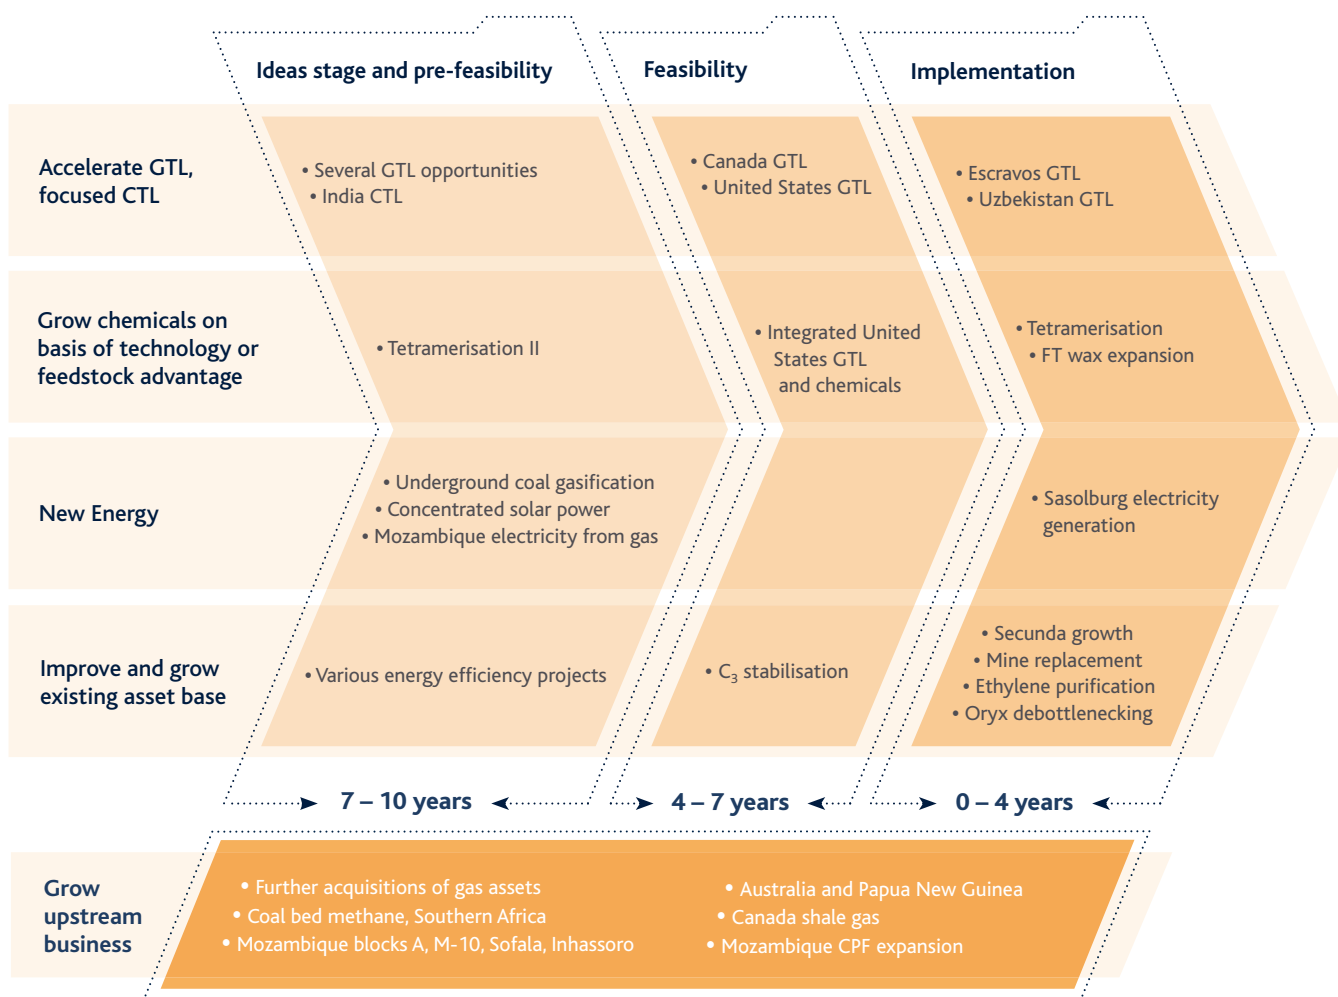 Ideas stage and pre-feasibility
Feasibility
Implementation
Accelerate GTL,
focused CTL
• Several GTL opportunities
• India CTL
• Canada GTL
• United States GTL
• Escravos GTL
• Uzbekistan GTL
Grow chemicals on
basis of technology or
feedstock advantage
• Tetramerisation II
• Integrated United
States GTL
and chemicals
• Tetramerisation
• FT wax expansion
New Energy
• Underground coal gasification
• Concentrated solar power
• Mozambique electricity from gas
• Sasolburg electricity
generation
Improve and grow
existing asset base
• Various energy efficiency projects
• C₃ stabilisation
• Secunda growth
• Mine replacement
• Ethylene purification
• Oryx debottlenecking
7 – 10 years
4 – 7 years
0 – 4 years
Grow
upstream
business
• Further acquisitions of gas assets
• Coal bed methane, Southern Africa
• Mozambique blocks A, M-10, Sofala, Inhassoro
• Australia and Papua New Guinea
• Canada shale gas
• Mozambique CPF expansion